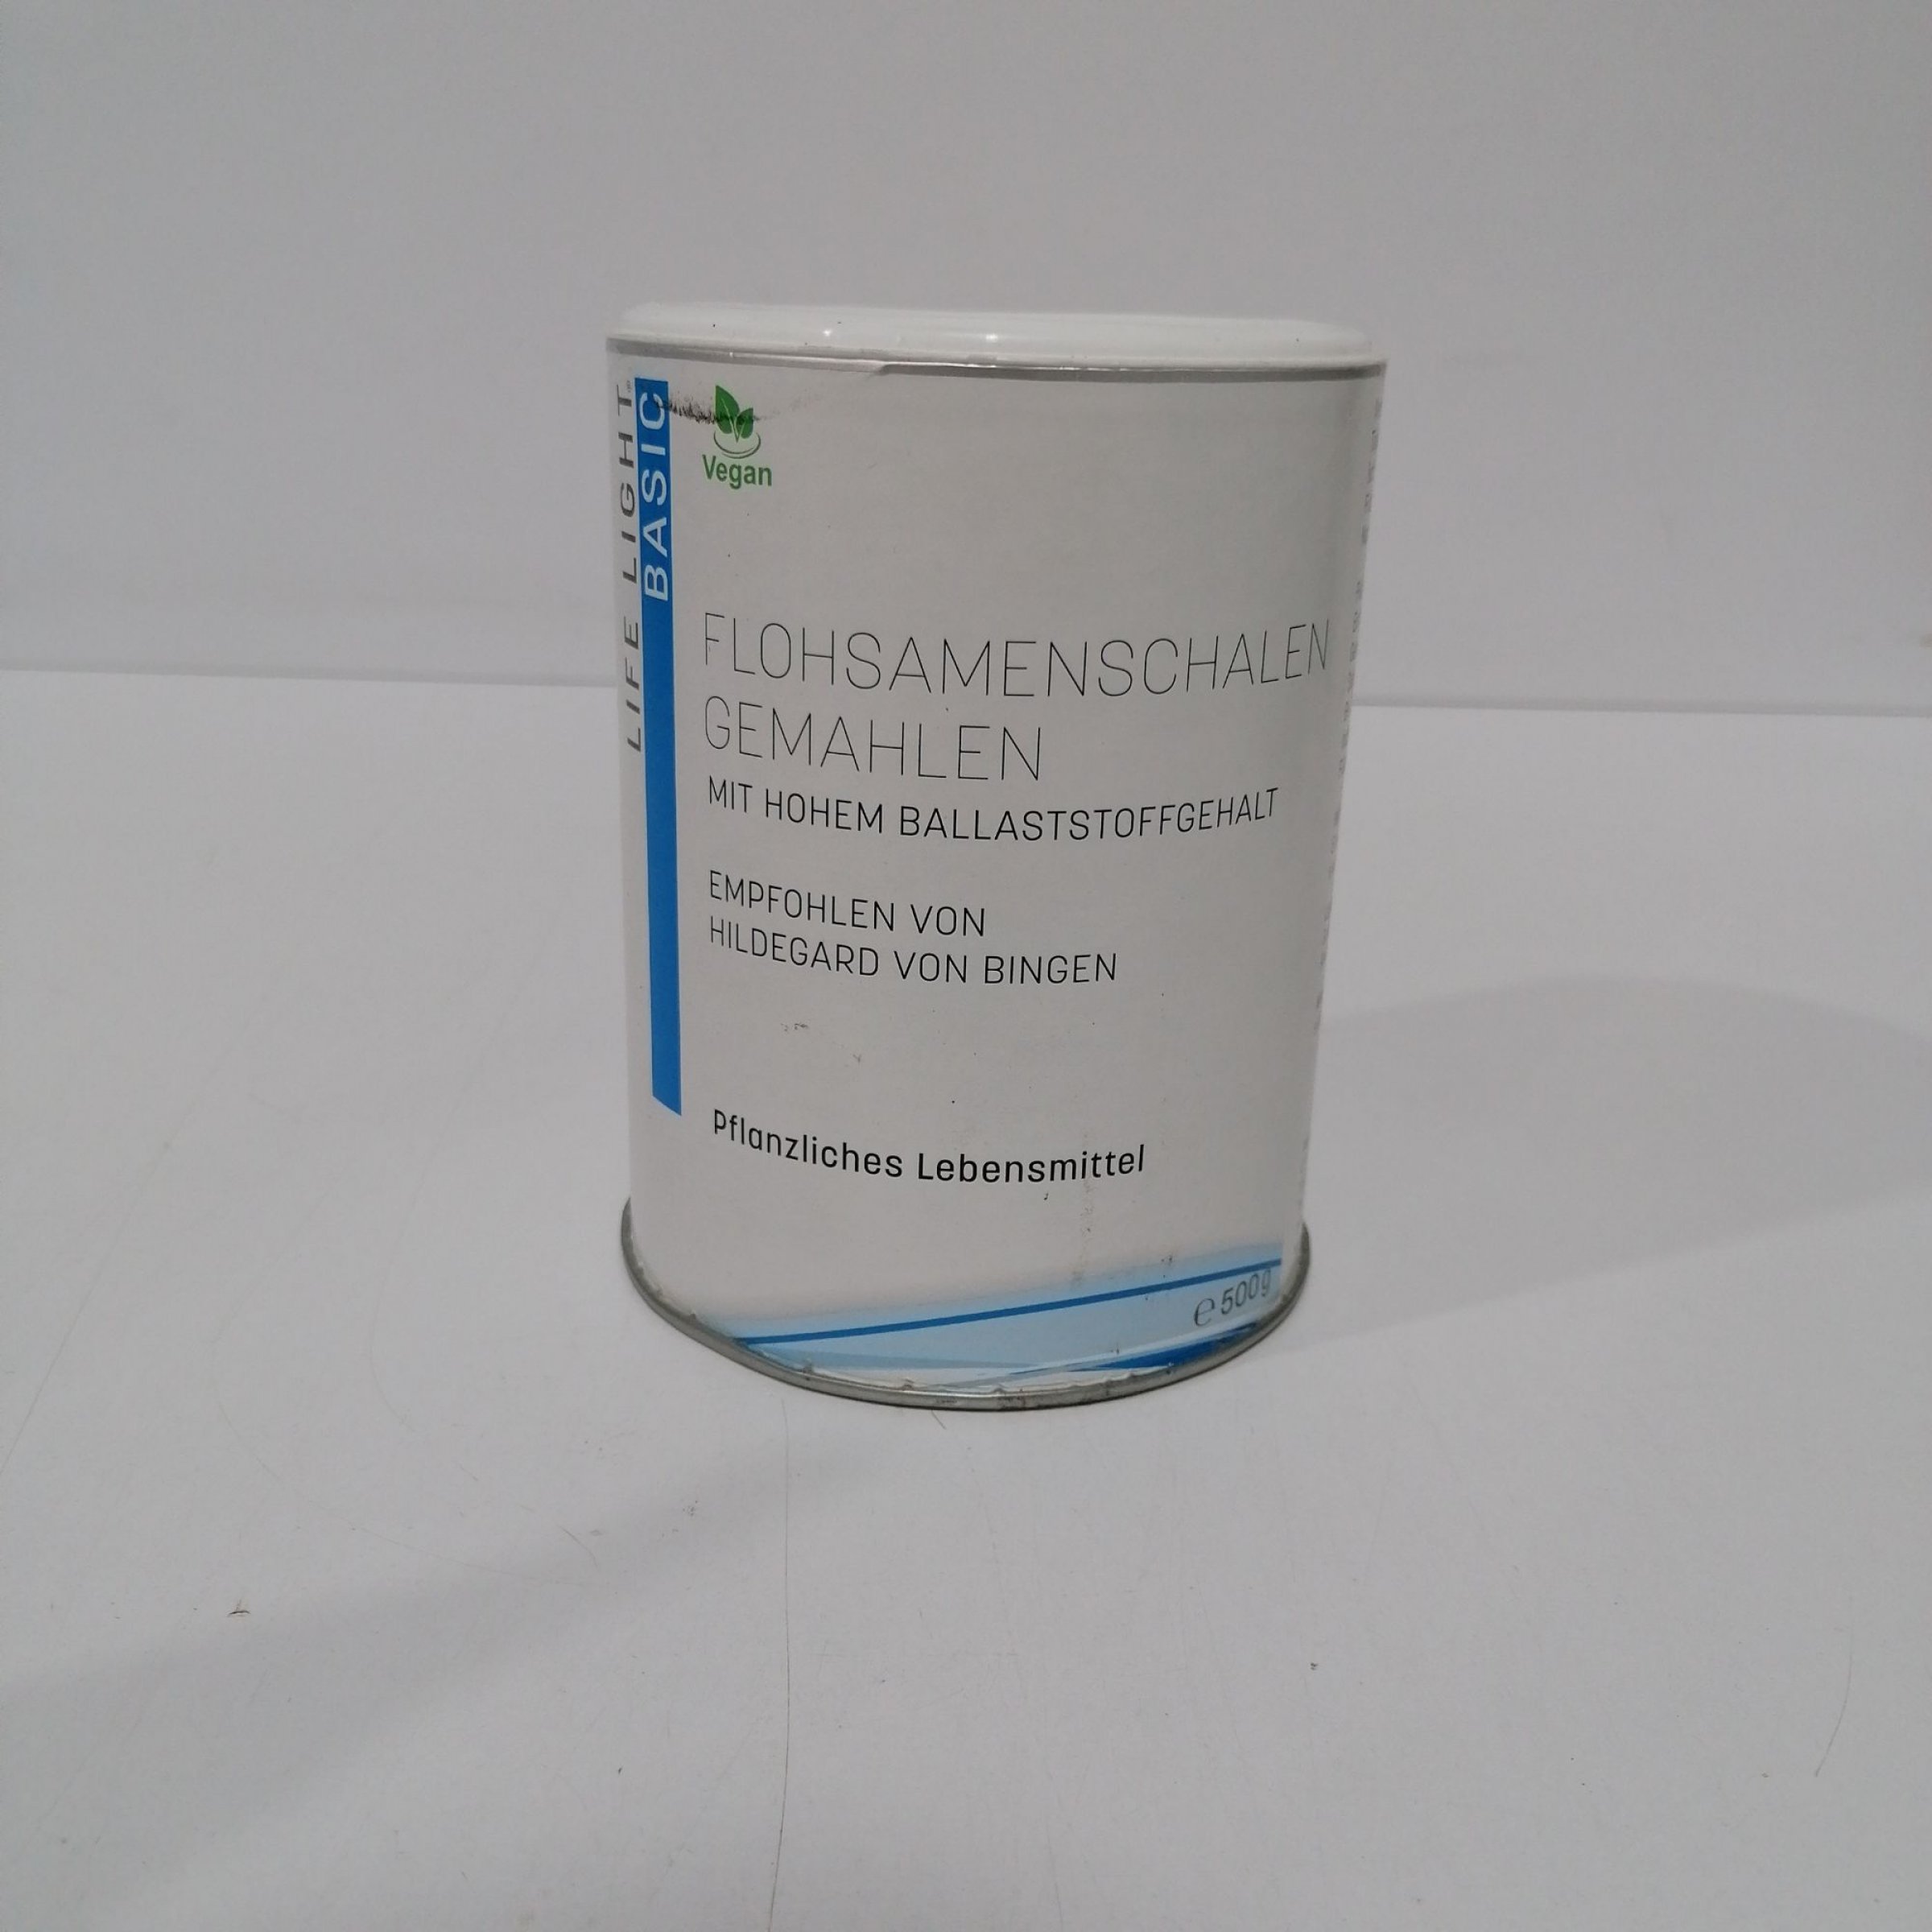 LIFE LIGHT
BASIC
Vegan
FLOHSAMENSCHALEN
GEMAHLEN
MIT HOHEM BALLASTSTOFFGEHALT
EMPFOHLEN VON
HILDEGARD VON BINGEN
Pflanzliches Lebensmittel
℮ 500g